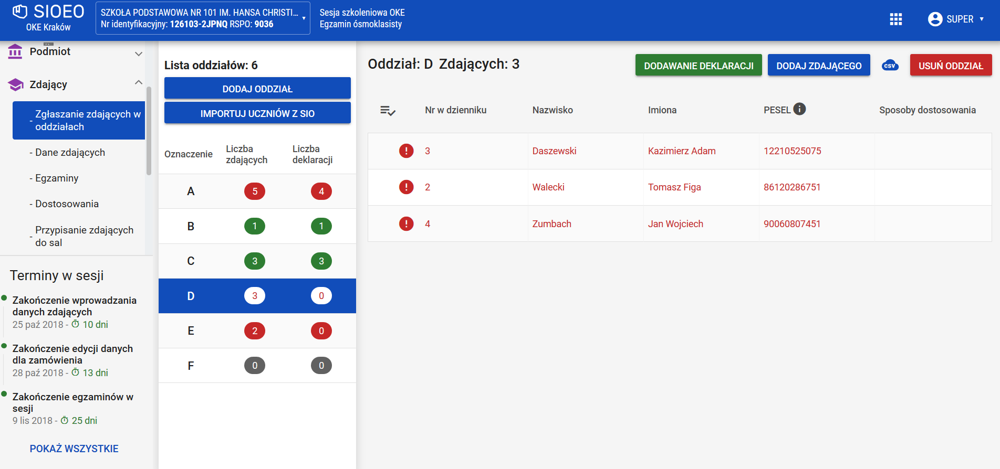 SIOEO
OKE Kraków
SZKOŁA PODSTAWOWA NR 101 IM. HANSA CHRISTI...
Nr identyfikacyjny: 126103-2JPNQ RSPO: 9036
Sesja szkoleniowa OKE
Egzamin ósmoklasisty
SUPER
Podmiot
Zdający
- Zgłaszanie zdających w
oddziałach
- Dane zdających
- Egzaminy
- Dostosowania
- Przypisanie zdających
do sal
Terminy w sesji
Zakończenie wprowadzania
danych zdających
25 paź 2018 - 10 dni
Zakończenie edycji danych
dla zamówienia
28 paź 2018 - 13 dni
Zakończenie egzaminów w
sesji
9 lis 2018 - 25 dni
POKAŻ WSZYSTKIE
Lista oddziałów: 6
DODAJ ODDZIAŁ
IMPORTUJ UCZNIÓW Z SIO
Oznaczenie Liczba zdających Liczba deklaracji
A 5 4
B 1 1
C 3 3
D 3 0
E 2 0
F 0 0
Oddział: D Zdających: 3
DODAWANIE DEKLARACJI
DODAJ ZDAJĄCEGO
CSV
USUŃ ODDZIAŁ
Nr w dzienniku Nazwisko Imiona PESEL Sposoby dostosowania
3 Daszewski Kazimierz Adam 12210525075
2 Walecki Tomasz Figa 86120286751
4 Zumbach Jan Wojciech 90060807451